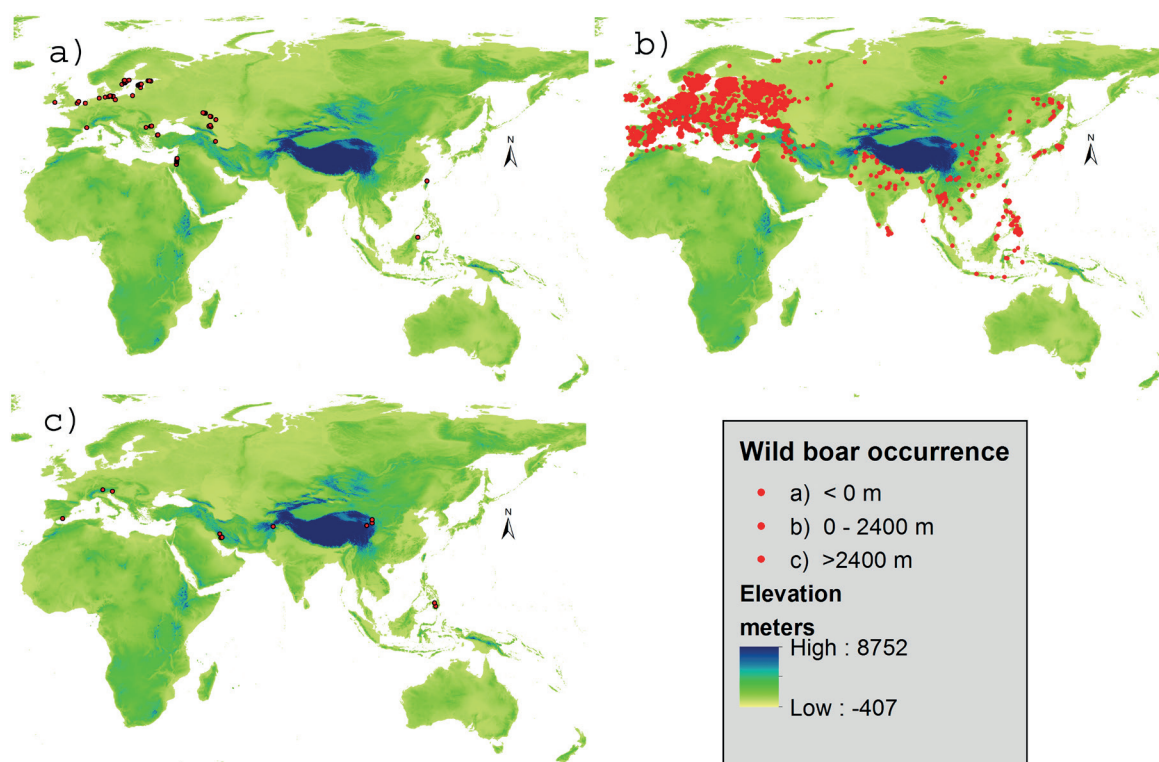 a)
N
b)
N
c)
N
Wild boar occurrence
a) < 0 m
b) 0 - 2400 m
c) >2400 m
Elevation
meters
High : 8752
Low : -407